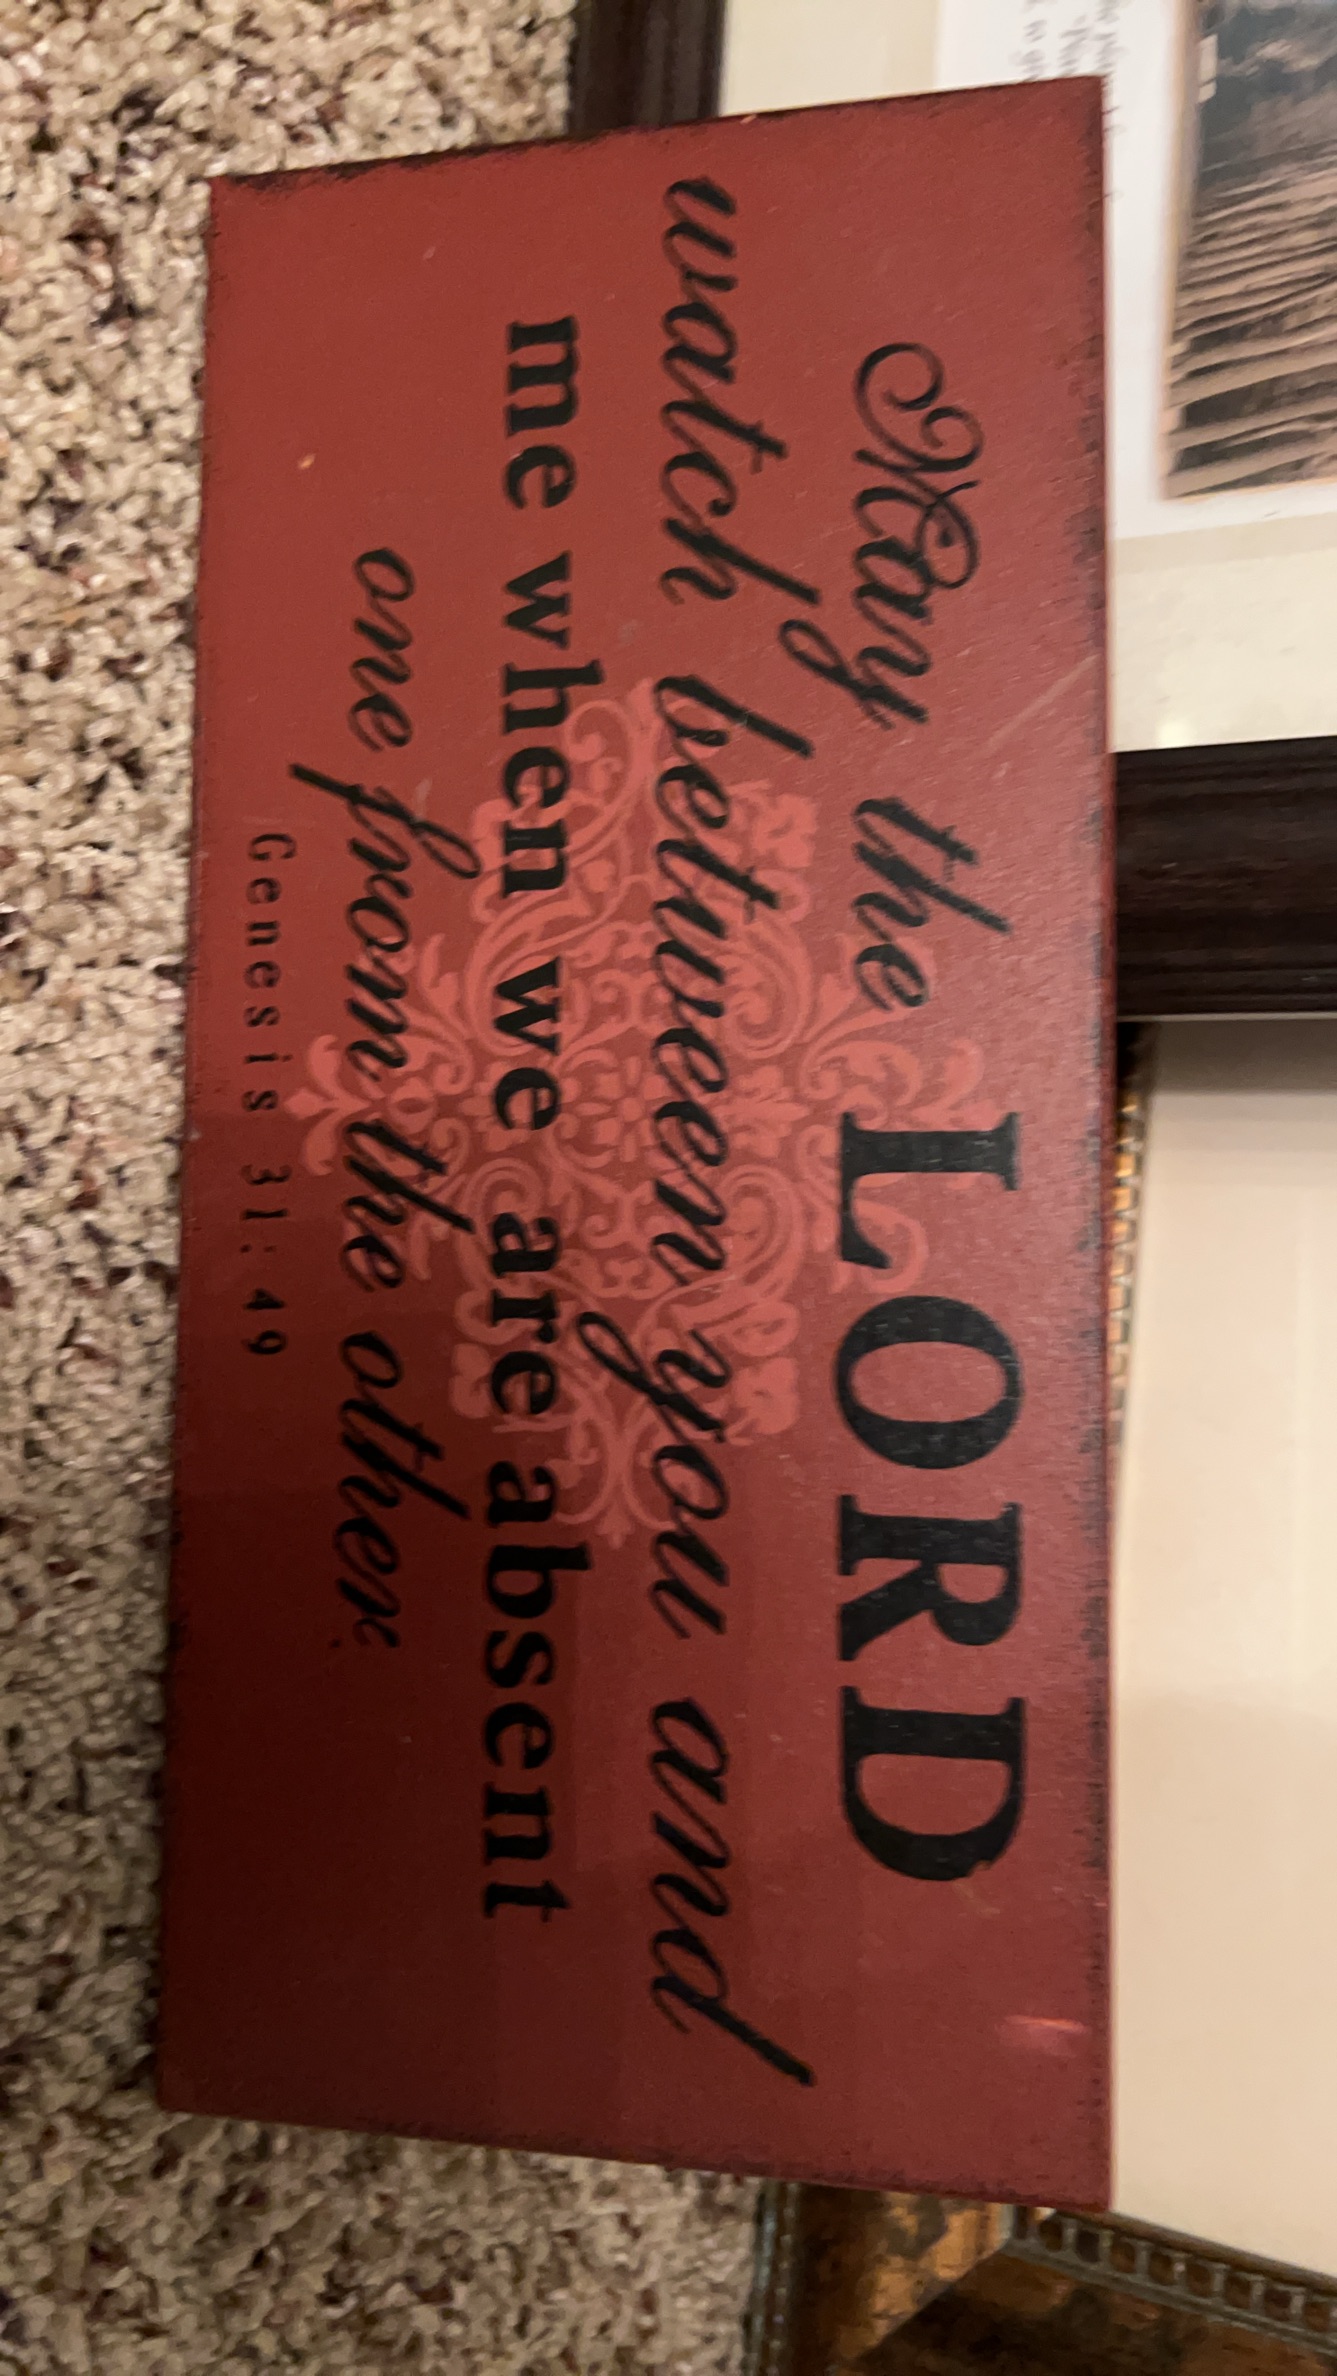 May the LORD
watch between you and
me when we are absent
one from the other
Genesis 31:49